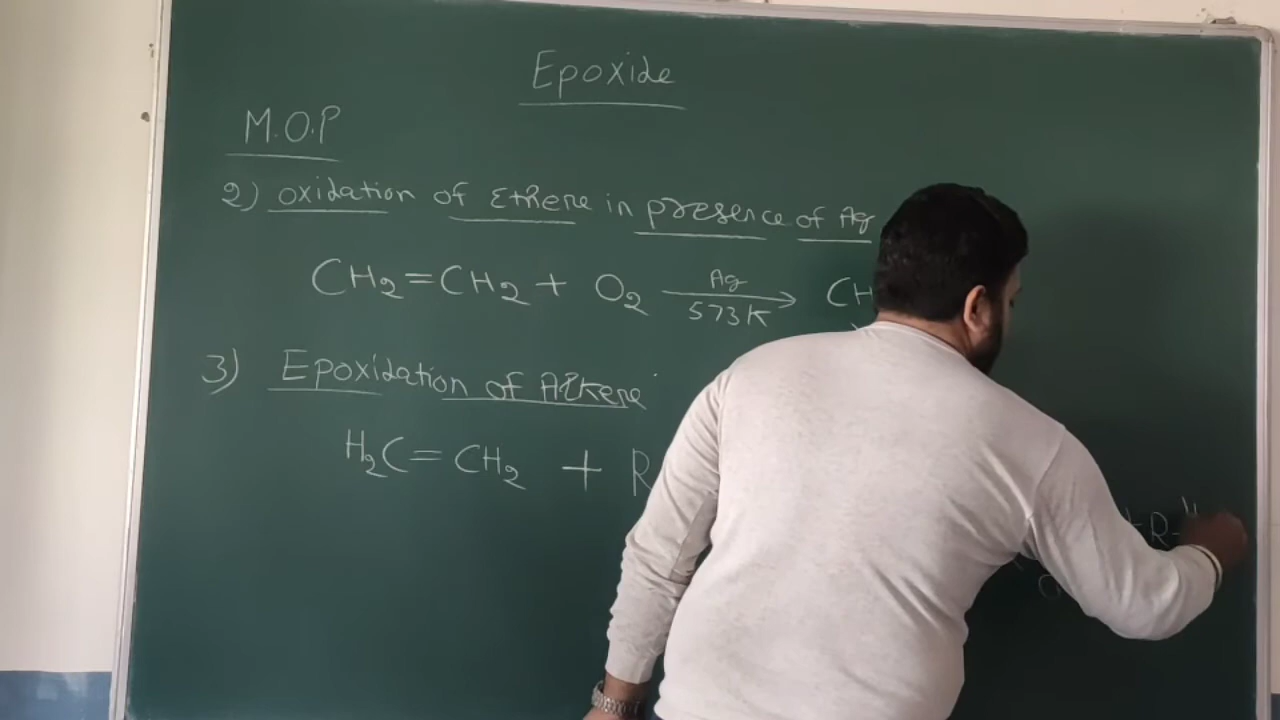 Epoxide
M.O.P
2) Oxidation of Ethene in presence of Ag
CH₂=CH₂ + O₂ Ag 573K → CH
3) Epoxidation of Alkene
H₂C=CH₂ + R
+R-
O